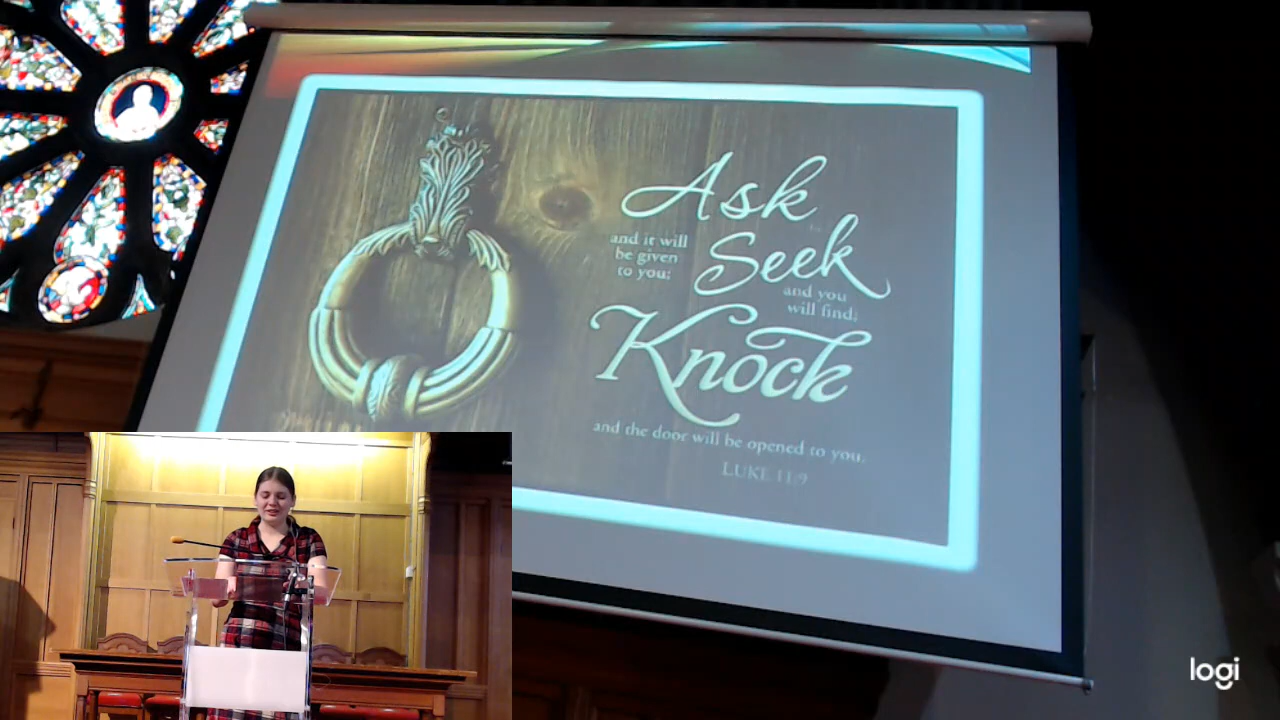 Ask
and it will
be given
to you;
Seek
and you
will find;
Knock
and the door will be opened to you.
LUKE 11:9
logi